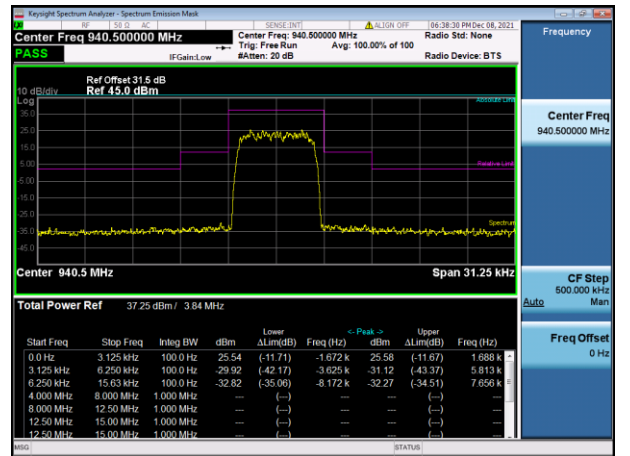 Keysight Spectrum Analyzer - Spectrum Emission Mask
RF 50 Ω AC SENSE:INT ALIGN OFF 06:38:30 PM Dec 08, 2021
Center Freq 940.500000 MHz
Center Freq: 940.500000 MHz
Radio Std: None
Trig: Free Run Avg: 100.00% of 100
PASS
IFGain:Low
#Atten: 20 dB
Radio Device: BTS
Frequency
Ref Offset 31.5 dB
10 dB/div Ref 45.0 dBm
Log
Absolute Limit
35.0
25.0
15.0
5.00
Relative Limit
-5.00
-15.0
-25.0
Spectrum
-35.0
-45.0
Center 940.5 MHz
Span 31.25 kHz
Center Freq
940.500000 MHz
CF Step
500.000 kHz
Auto Man
Freq Offset
0 Hz
Total Power Ref 37.25 dBm / 3.84 MHz
Lower <- Peak -> Upper
Start Freq Stop Freq Integ BW dBm ΔLim(dB) Freq (Hz) dBm ΔLim(dB) Freq (Hz)
0.0 Hz 3.125 kHz 100.0 Hz 25.54 (-11.71) -1.672 k 25.58 (-11.67) 1.688 k
3.125 kHz 6.250 kHz 100.0 Hz -29.92 (-42.17) -3.625 k -31.12 (-43.37) 5.813 k
6.250 kHz 15.63 kHz 100.0 Hz -32.82 (-35.06) -8.172 k -32.27 (-34.51) 7.656 k
4.000 MHz 8.000 MHz 1.000 MHz --- (---) --- (---)
8.000 MHz 12.50 MHz 1.000 MHz --- (---) --- (---)
12.50 MHz 15.00 MHz 1.000 MHz --- (---) --- (---)
12.50 MHz 15.00 MHz 1.000 MHz --- (---) --- (---)
MSG STATUS